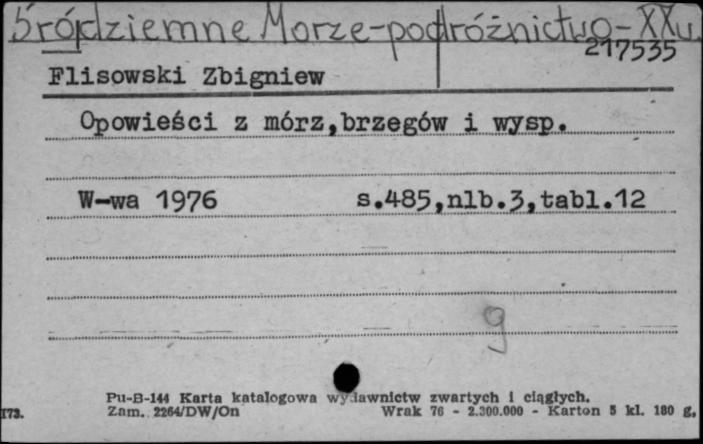 Śródziemne Morze-podróżnictwo-XXw.
217535
Flisowski Zbigniew
Opowieści z mórz,brzegów i wysp.
W-wa 1976 s.485,nlb.3,tabl.12
g
Pu-B-144 Karta katalogowa wydawnictw zwartych i ciągłych.
173. Zam. 2264/DW/On Wrak 76 - 2.300.000 - Karton 5 kl. 180 g.